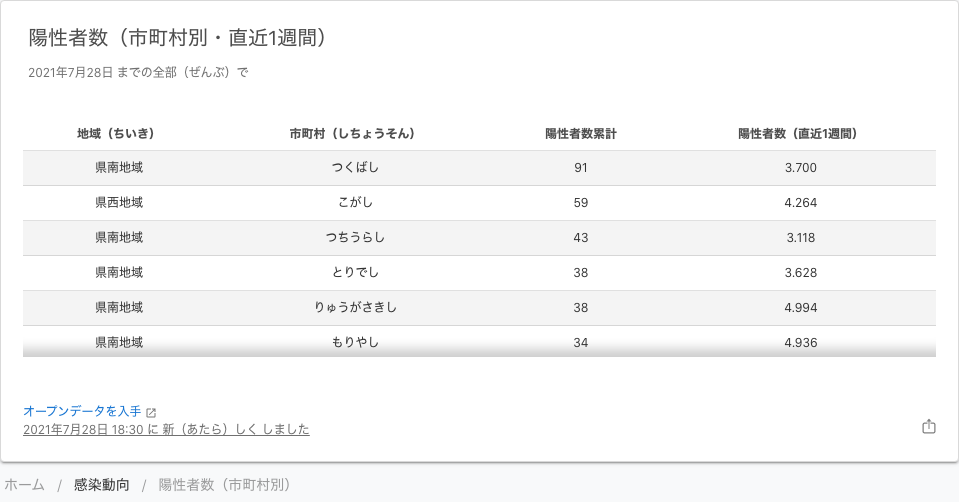 陽性者数（市町村別・直近1週間）
2021年7月28日 までの全部（ぜんぶ）で
地域（ちいき） 市町村（しちょうそん） 陽性者数累計 陽性者数（直近1週間）
県南地域 つくばし 91 3.700
県西地域 こがし 59 4.264
県南地域 つちうらし 43 3.118
県南地域 とりでし 38 3.628
県南地域 りゅうがさきし 38 4.994
県南地域 もりやし 34 4.936
オープンデータを入手
2021年7月28日 18:30 に 新（あたら）しく しました
ホーム / 感染動向 / 陽性者数（市町村別）